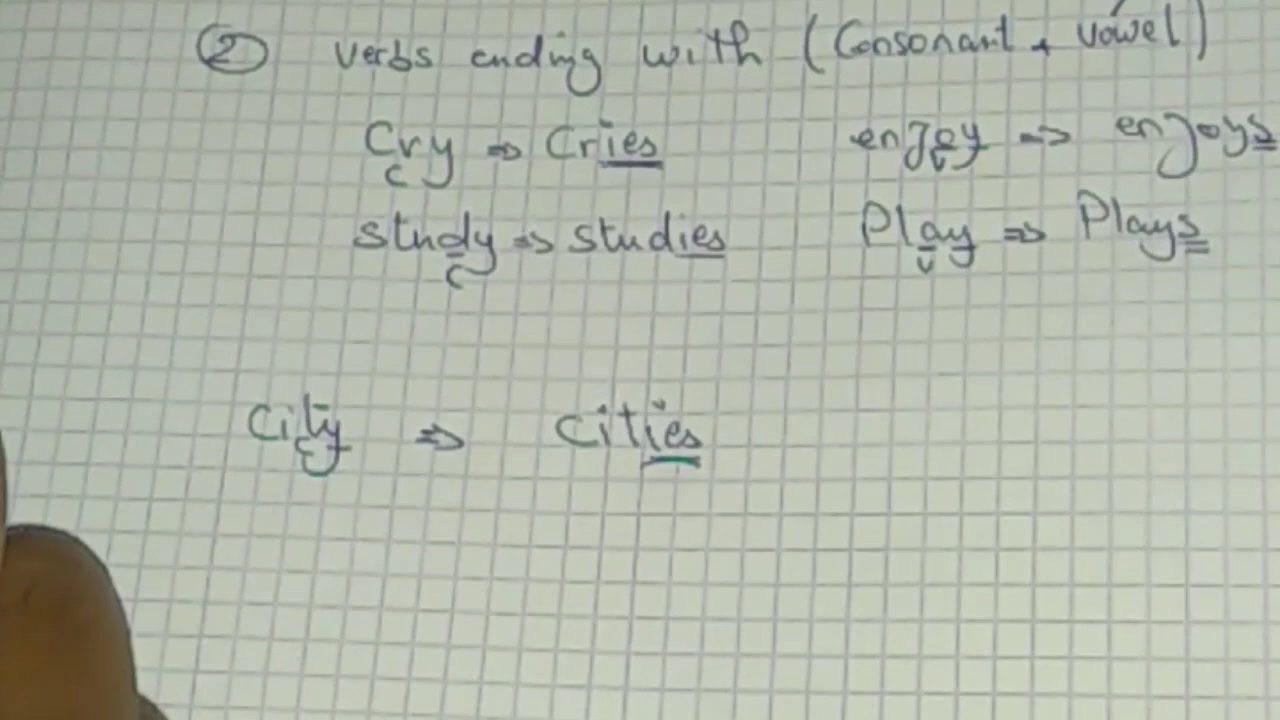 ② verbs ending with (Consonant + vowel)
Cry ⇒ Cries enjoy ⇒ enjoys
C v
study ⇒ studies Play ⇒ Plays
C v
City ⇒ Cities
C